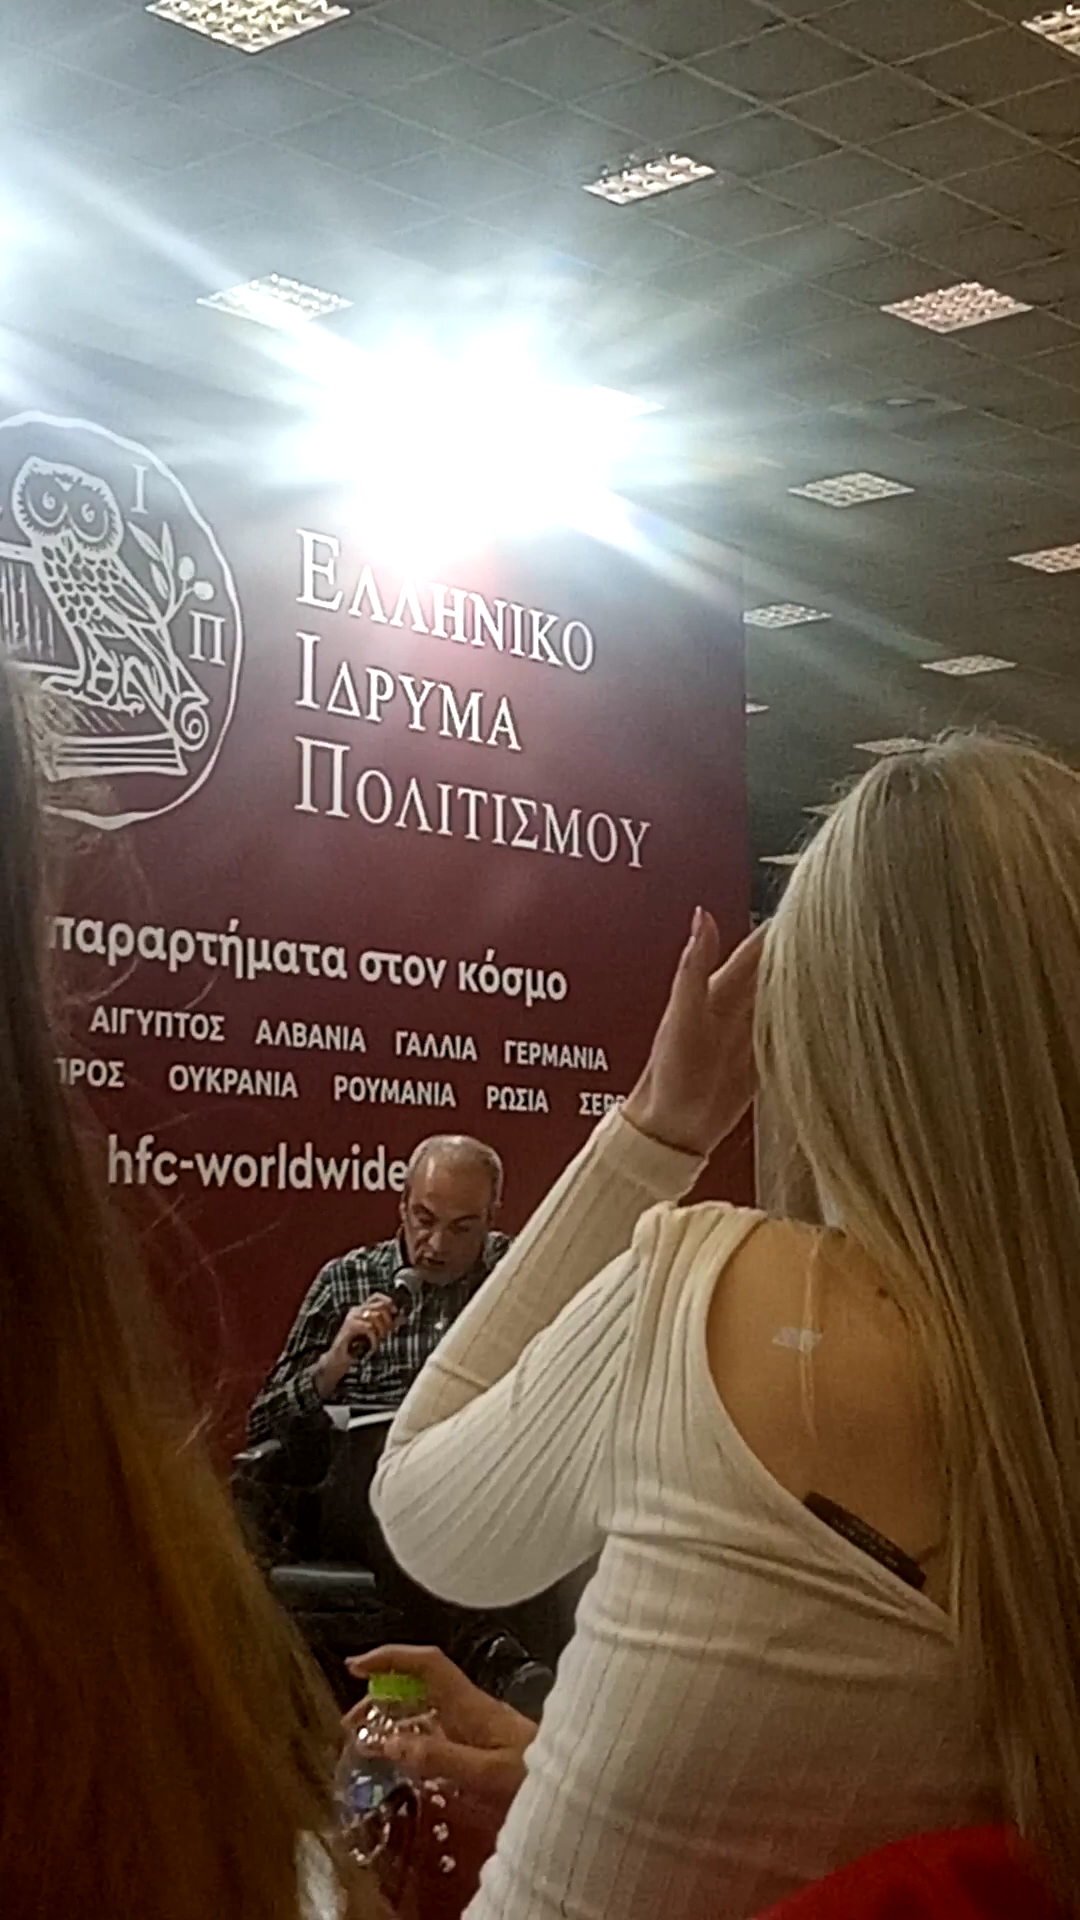 Ι
Π
ΕΛΛΗΝΙΚΟ
ΙΔΡΥΜΑ
ΠΟΛΙΤΙΣΜΟΥ
παραρτήματα στον κόσμο
ΑΙΓΥΠΤΟΣ ΑΛΒΑΝΙΑ ΓΑΛΛΙΑ ΓΕΡΜΑΝΙΑ
ΟΥΚΡΑΝΙΑ ΡΟΥΜΑΝΙΑ ΡΩΣΙΑ
hfc-worldwide